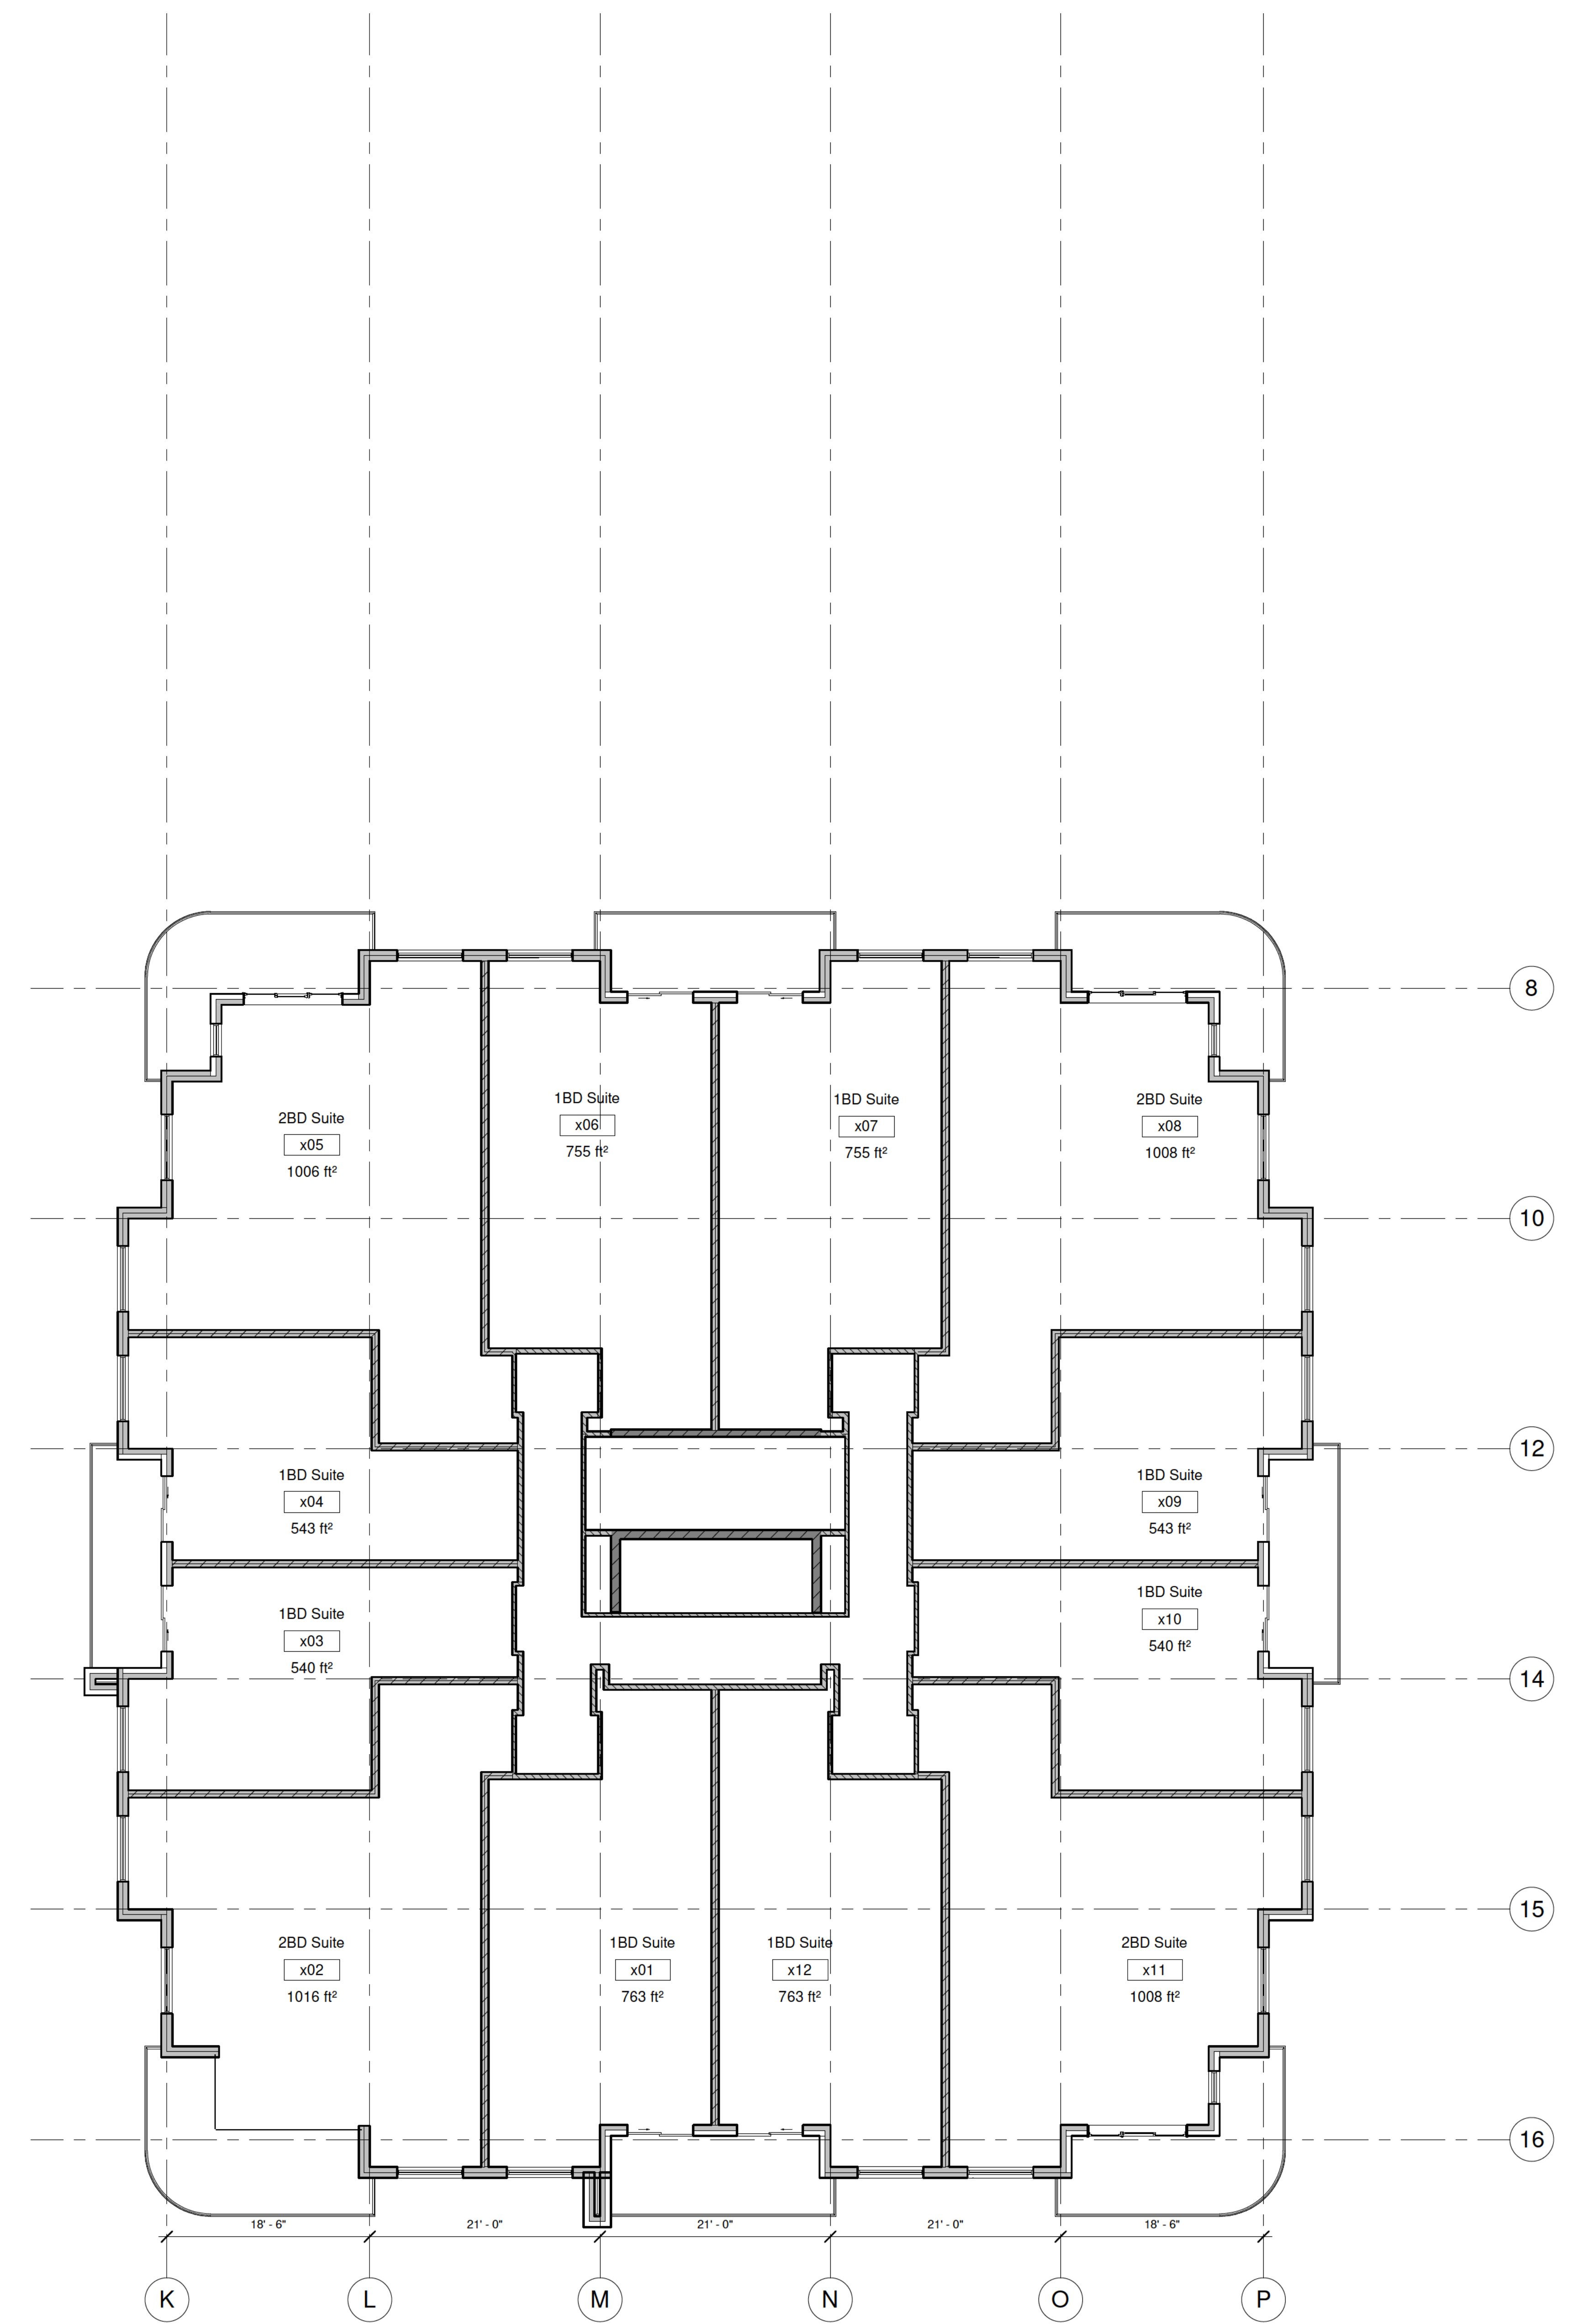 8
2BD Suite
x05
1006 ft²
1BD Suite
x06
755 ft²
1BD Suite
x07
755 ft²
2BD Suite
x08
1008 ft²
10
12
1BD Suite
x04
543 ft²
1BD Suite
x09
543 ft²
1BD Suite
x03
540 ft²
1BD Suite
x10
540 ft²
14
15
2BD Suite
x02
1016 ft²
1BD Suite
x01
763 ft²
1BD Suite
x12
763 ft²
2BD Suite
x11
1008 ft²
16
18' - 6" 21' - 0" 21' - 0" 21' - 0" 18' - 6"
K L M N O P